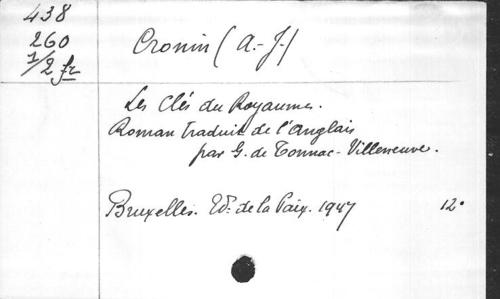 438
260
1/2 fr
Cronin (A.-J.)
Les Clés du Royaume.
Roman traduit de l'Anglais
par G. de Tonnac-Villeneuve.
Bruxelles. Ed. de la Paix. 1947 12°